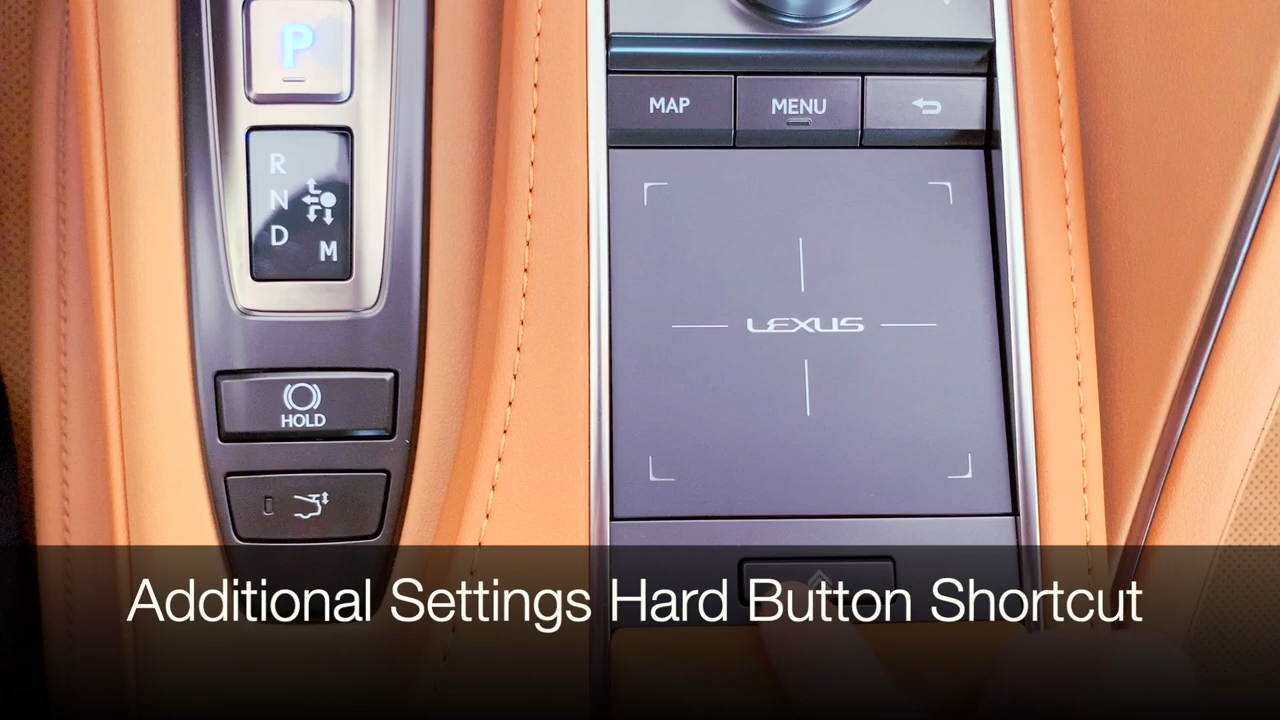 P
R
N
D
M
HOLD
MAP
MENU
LEXUS
Additional Settings Hard Button Shortcut